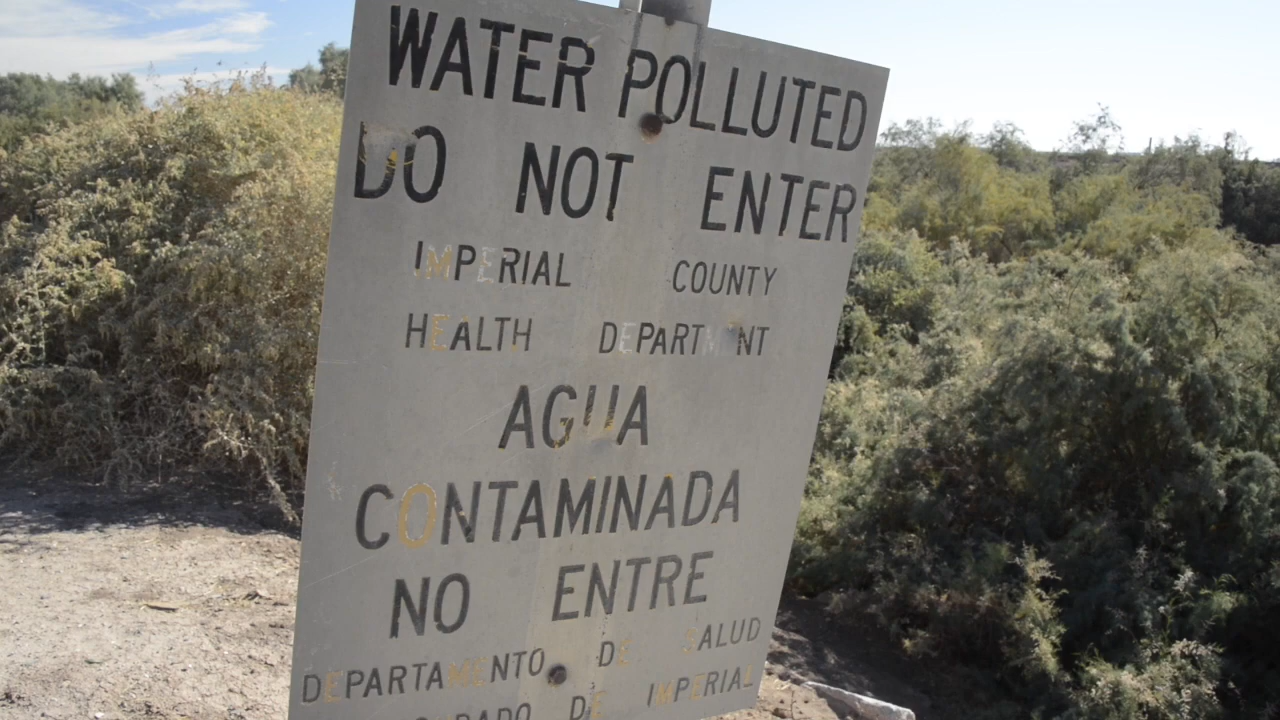 WATER POLLUTED
DO NOT ENTER
IMPERIAL COUNTY
HEALTH DEPARTMENT
AGUA
CONTAMINADA
NO ENTRE
DEPARTAMENTO DE SALUD
DE IMPERIAL